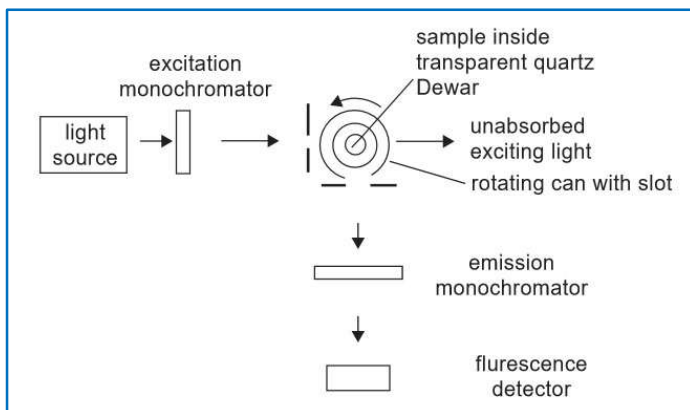 sample inside
transparent quartz
Dewar
excitation
monochromator
light
source
unabsorbed
exciting light
rotating can with slot
emission
monochromator
flurescence
detector